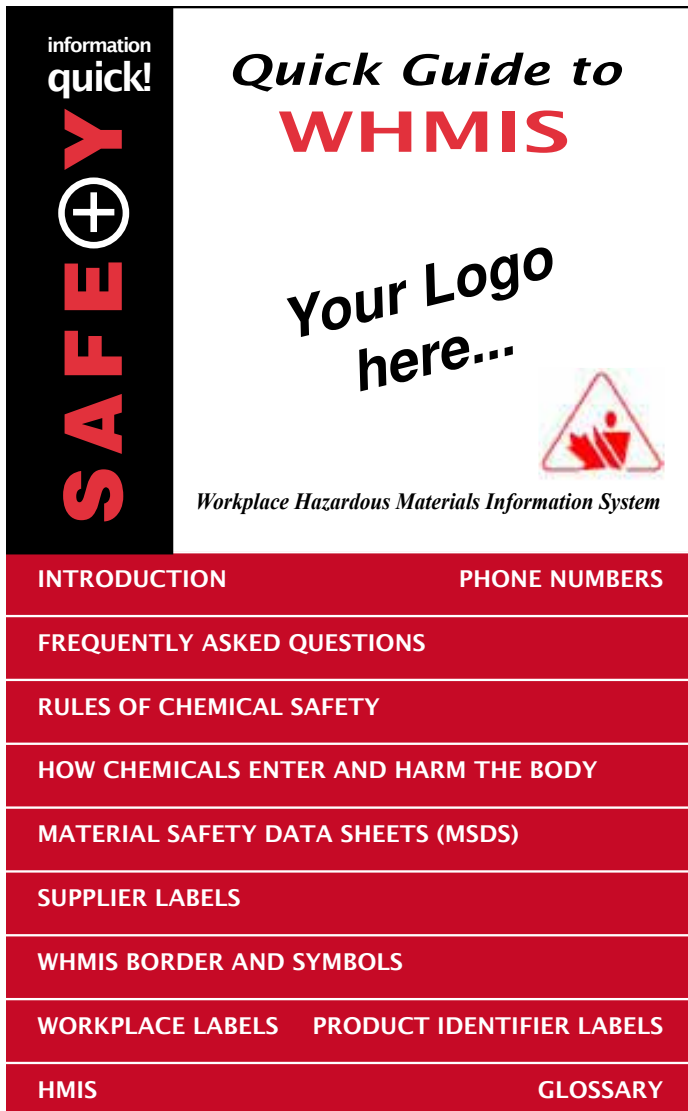 information
quick!
SAFETY
Quick Guide to
WHMIS
Your Logo
here...
Workplace Hazardous Materials Information System
INTRODUCTION PHONE NUMBERS
FREQUENTLY ASKED QUESTIONS
RULES OF CHEMICAL SAFETY
HOW CHEMICALS ENTER AND HARM THE BODY
MATERIAL SAFETY DATA SHEETS (MSDS)
SUPPLIER LABELS
WHMIS BORDER AND SYMBOLS
WORKPLACE LABELS PRODUCT IDENTIFIER LABELS
HMIS GLOSSARY